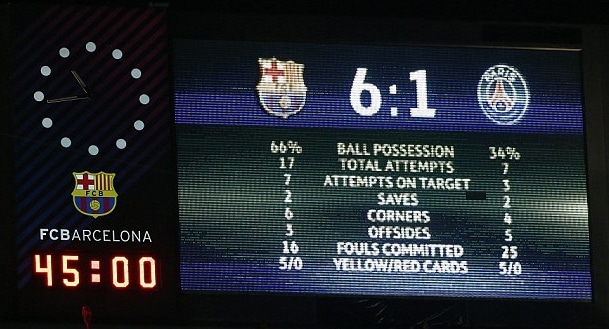 6:1
PARIS
66% BALL POSSESSION 34%
17 TOTAL ATTEMPTS 7
7 ATTEMPTS ON TARGET 3
2 SAVES 2
6 CORNERS 4
3 OFFSIDES 5
16 FOULS COMMITTED 25
5/0 YELLOW/RED CARDS 5/0
FCB
FCBARCELONA
45:00